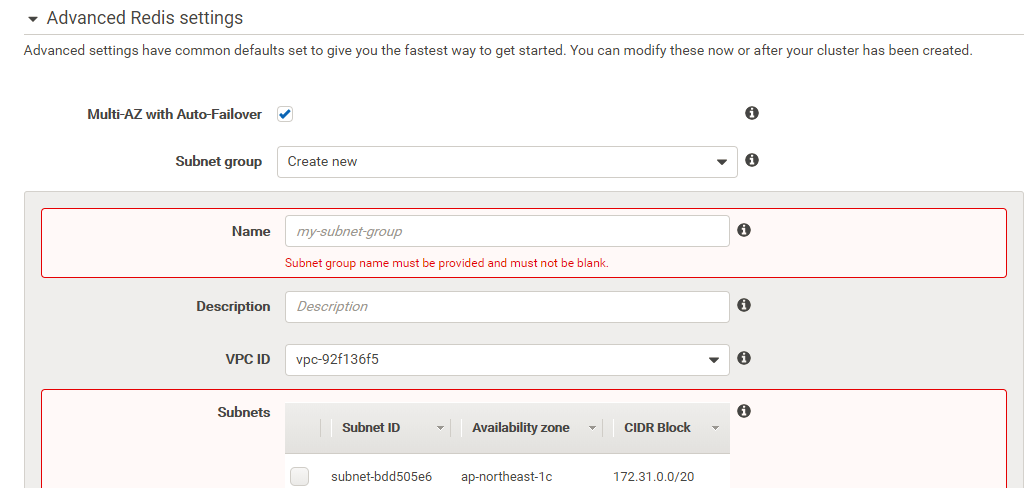 Advanced Redis settings
Advanced settings have common defaults set to give you the fastest way to get started. You can modify these now or after your cluster has been created.
Multi-AZ with Auto-Failover
Subnet group Create new
Name my-subnet-group
Subnet group name must be provided and must not be blank.
Description Description
VPC ID vpc-92f136f5
Subnets
Subnet ID Availability zone CIDR Block
subnet-bdd505e6 ap-northeast-1c 172.31.0.0/20